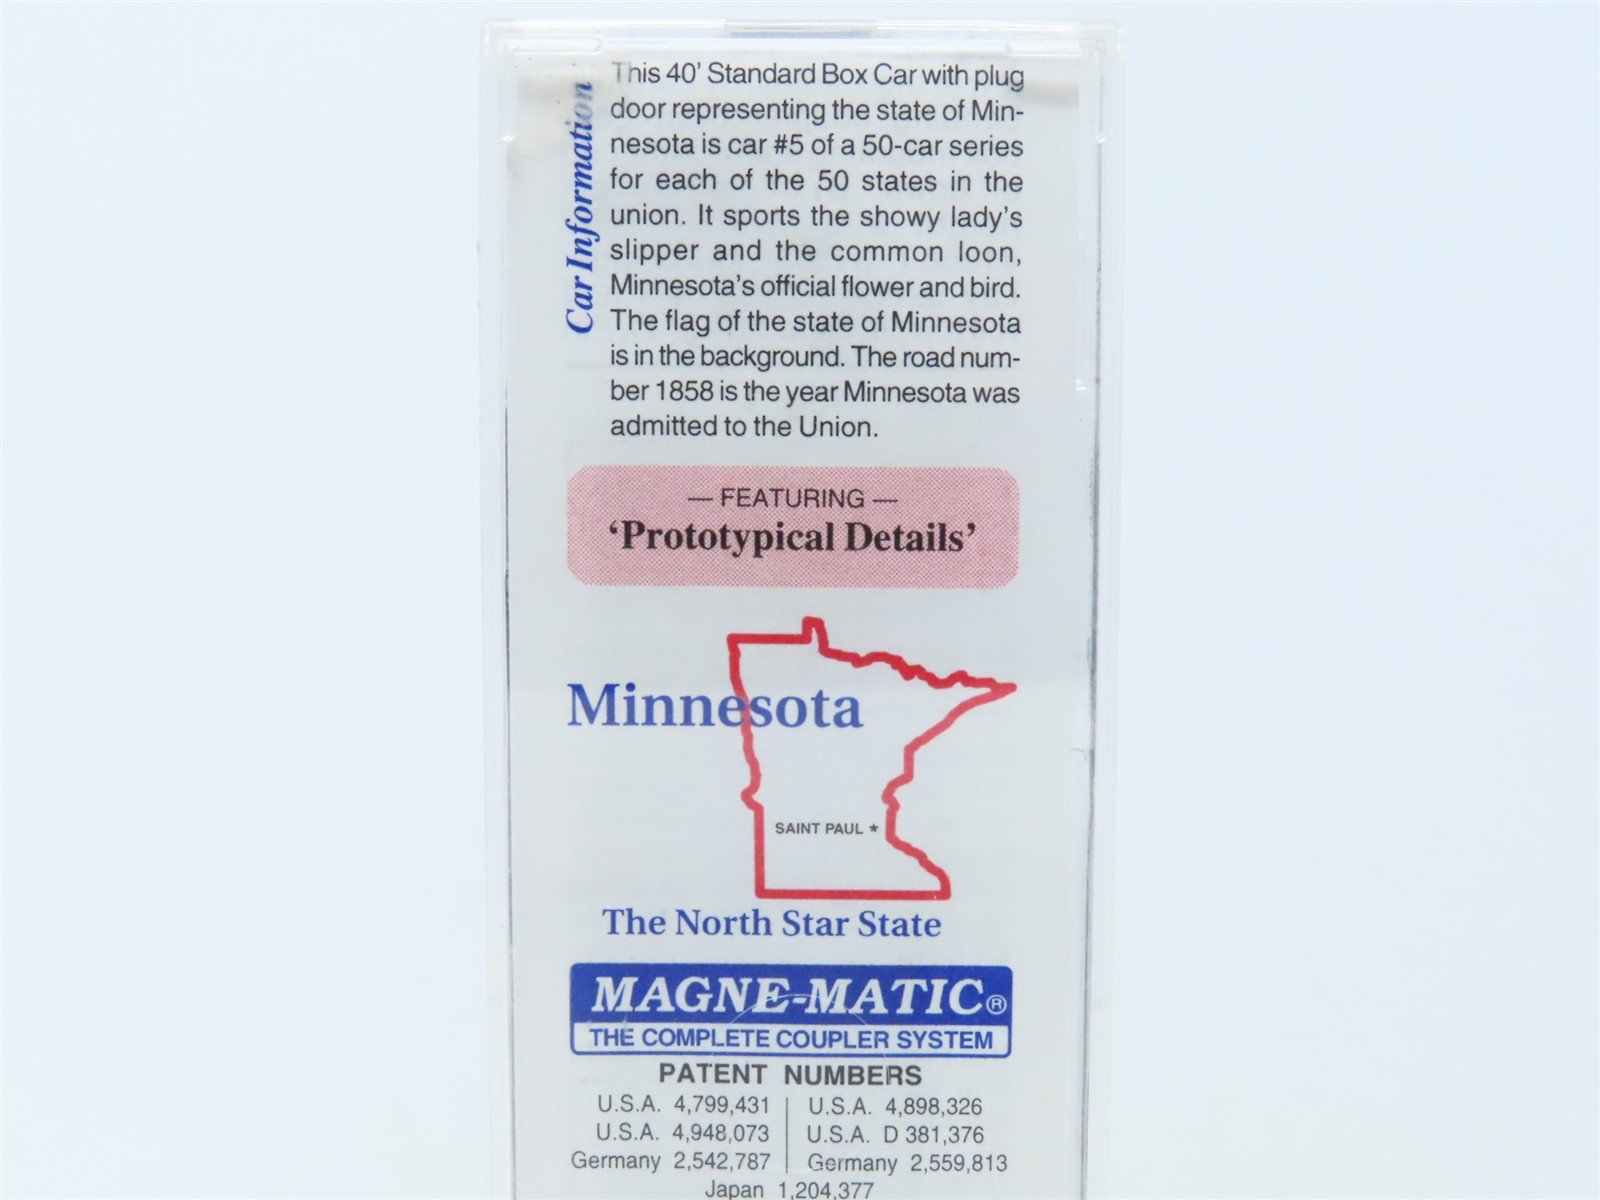 Car Information
This 40' Standard Box Car with plug
door representing the state of Min-
nesota is car #5 of a 50-car series
for each of the 50 states in the
union. It sports the showy lady's
slipper and the common loon,
Minnesota's official flower and bird.
The flag of the state of Minnesota
is in the background. The road num-
ber 1858 is the year Minnesota was
admitted to the Union.
— FEATURING —
'Prototypical Details'
Minnesota
SAINT PAUL ★
The North Star State
MAGNE-MATIC®
THE COMPLETE COUPLER SYSTEM
PATENT NUMBERS
U.S.A. 4,799,431 | U.S.A. 4,898,326
U.S.A. 4,948,073 | U.S.A. D 381,376
Germany 2,542,787 | Germany 2,559,813
Japan 1,204,377